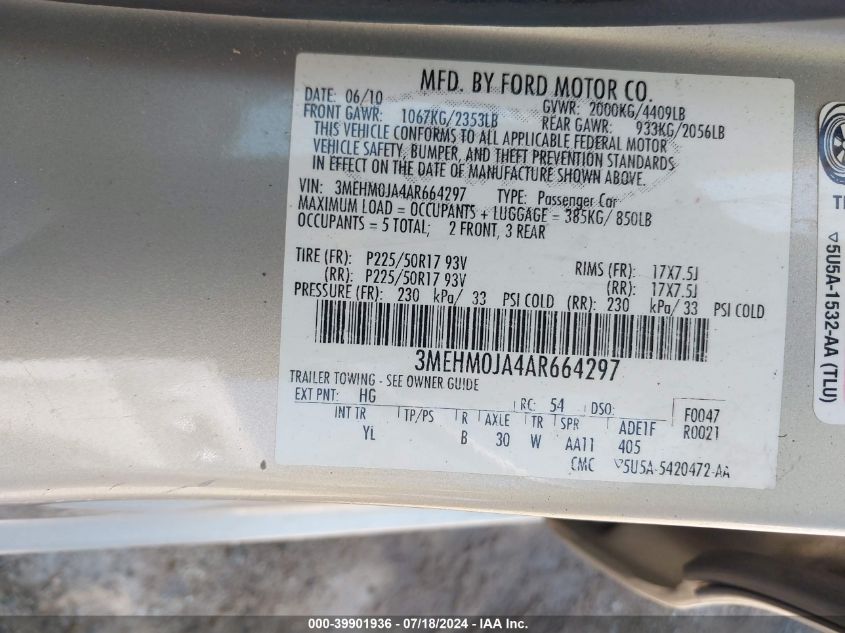 MFD. BY FORD MOTOR CO.
DATE: 06/10 GVWR: 2000KG/4409LB
FRONT GAWR: 1067KG/2353LB REAR GAWR: 933KG/2056LB
THIS VEHICLE CONFORMS TO ALL APPLICABLE FEDERAL MOTOR
VEHICLE SAFETY, BUMPER, AND THEFT PREVENTION STANDARDS
IN EFFECT ON THE DATE OF MANUFACTURE SHOWN ABOVE.
VIN: 3MEHM0JA4AR664297 TYPE: Passenger Car
MAXIMUM LOAD = OCCUPANTS + LUGGAGE = 385KG/ 850LB
OCCUPANTS = 5 TOTAL; 2 FRONT, 3 REAR
TIRE (FR): P225/50R17 93V RIMS (FR): 17X7.5J
(RR): P225/50R17 93V (RR): 17X7.5J
PRESSURE (FR): 230 kPa/ 33 PSI COLD (RR): 230 kPa/ 33 PSI COLD
3MEHM0JA4AR664297
TRAILER TOWING - SEE OWNER GUIDE
EXT PNT: HG RC: 54 DSO: F0047
INT TR TP/PS R AXLE TR SPR ADE1F R0021
YL B 30 W AA11 405
CMC 5U5A-5420472-AA
5U5A-1532-AA (TLU)
000-39901936 - 07/18/2024 - IAA Inc.